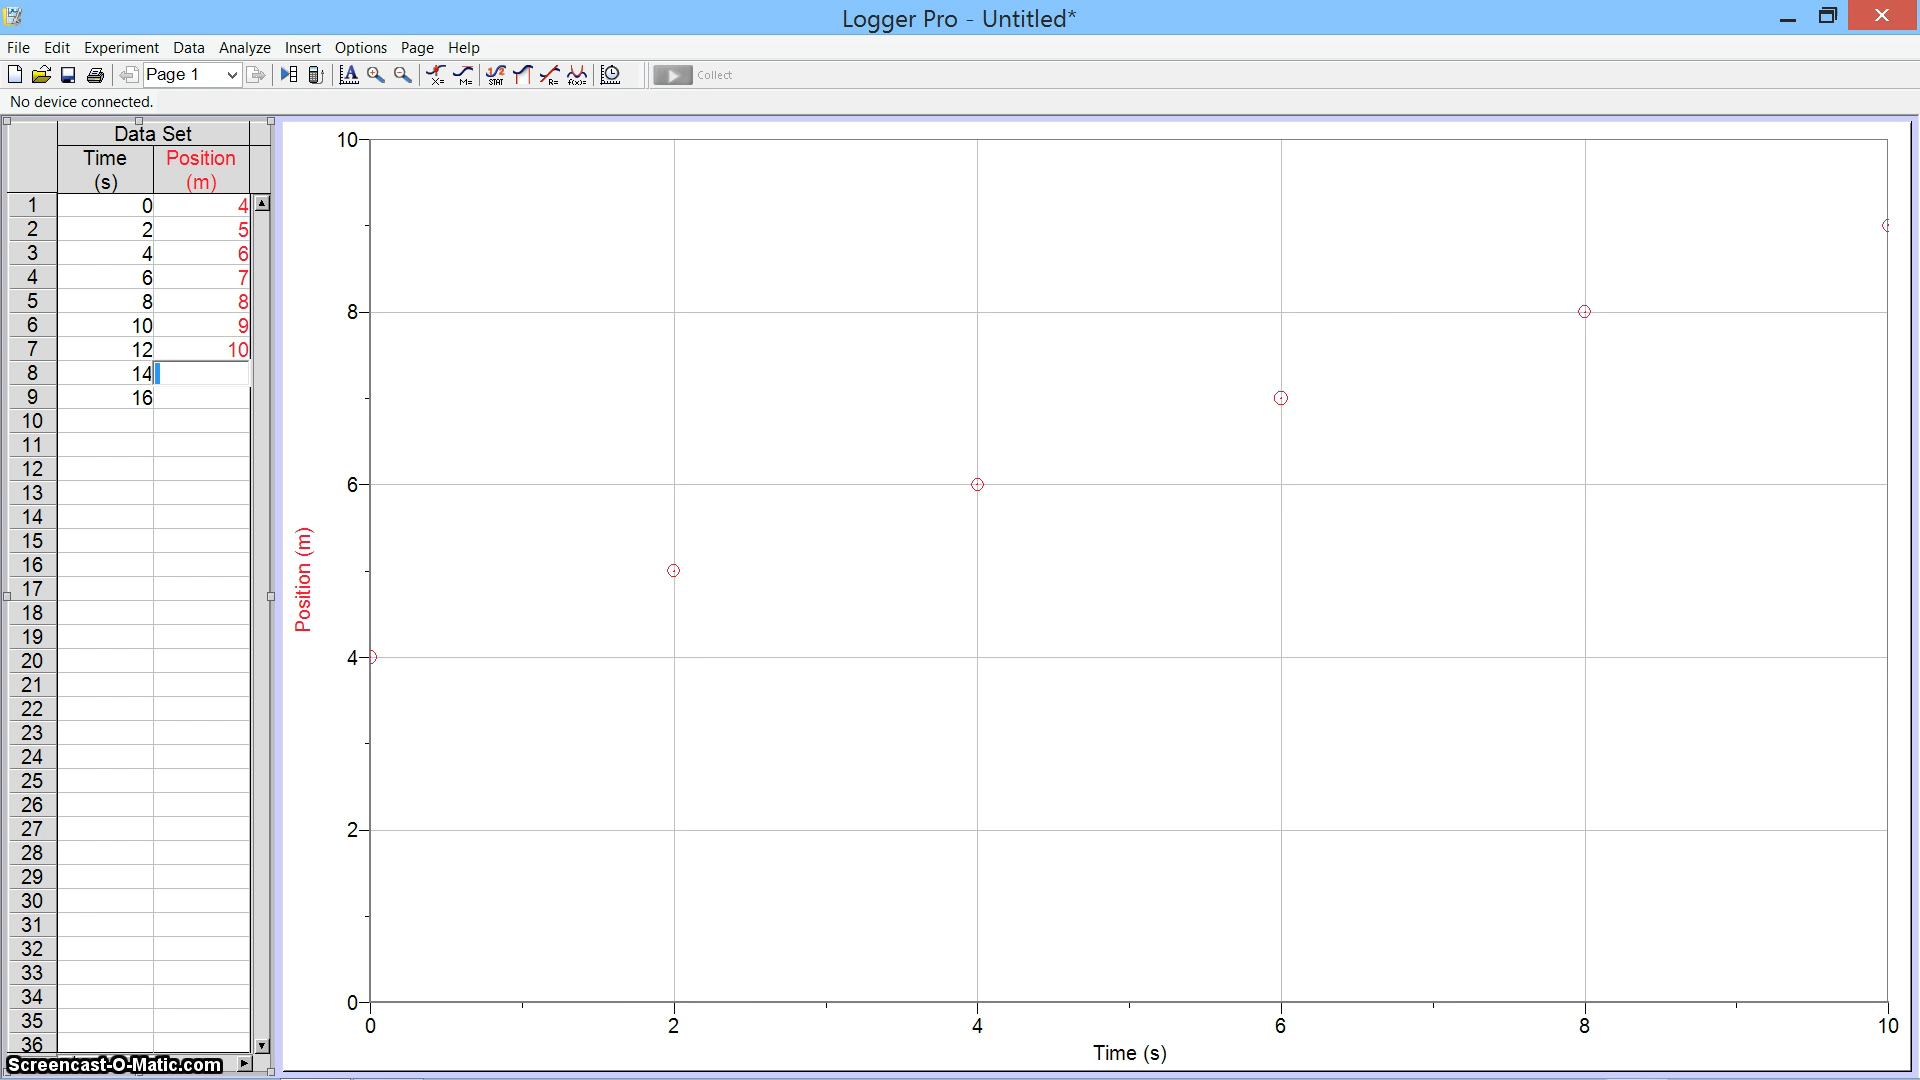 Logger Pro - Untitled*
File Edit Experiment Data Analyze Insert Options Page Help
Page 1 X= M= 1/2 STAT R= f(x)= Collect
No device connected.
Data Set
Time Position
(s) (m)
1 0 4
2 2 5
3 4 6
4 6 7
5 8 8
6 10 9
7 12 10
8 14
9 16
10
11
12
13
14
15
16
17
18
19
20
21
22
23
24
25
26
27
28
29
30
31
32
33
34
35
36
Screencast-O-Matic.com
Position (m)
10
8
6
4
2
0
0 2 4 6 8 10
Time (s)